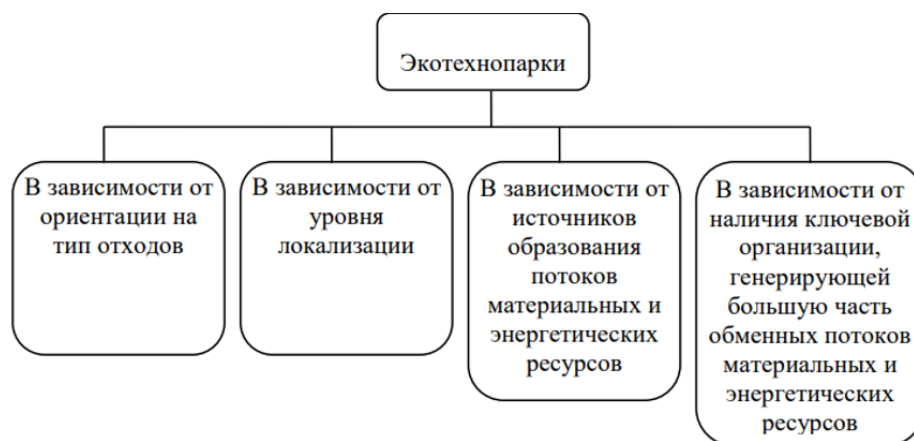 Экотехнопарки
В зависимости от
ориентации на
тип отходов
В зависимости от
уровня
локализации
В зависимости от
источников
образования
потоков
материальных и
энергетических
ресурсов
В зависимости от
наличия ключевой
организации,
генерирующей
большую часть
обменных потоков
материальных и
энергетических
ресурсов